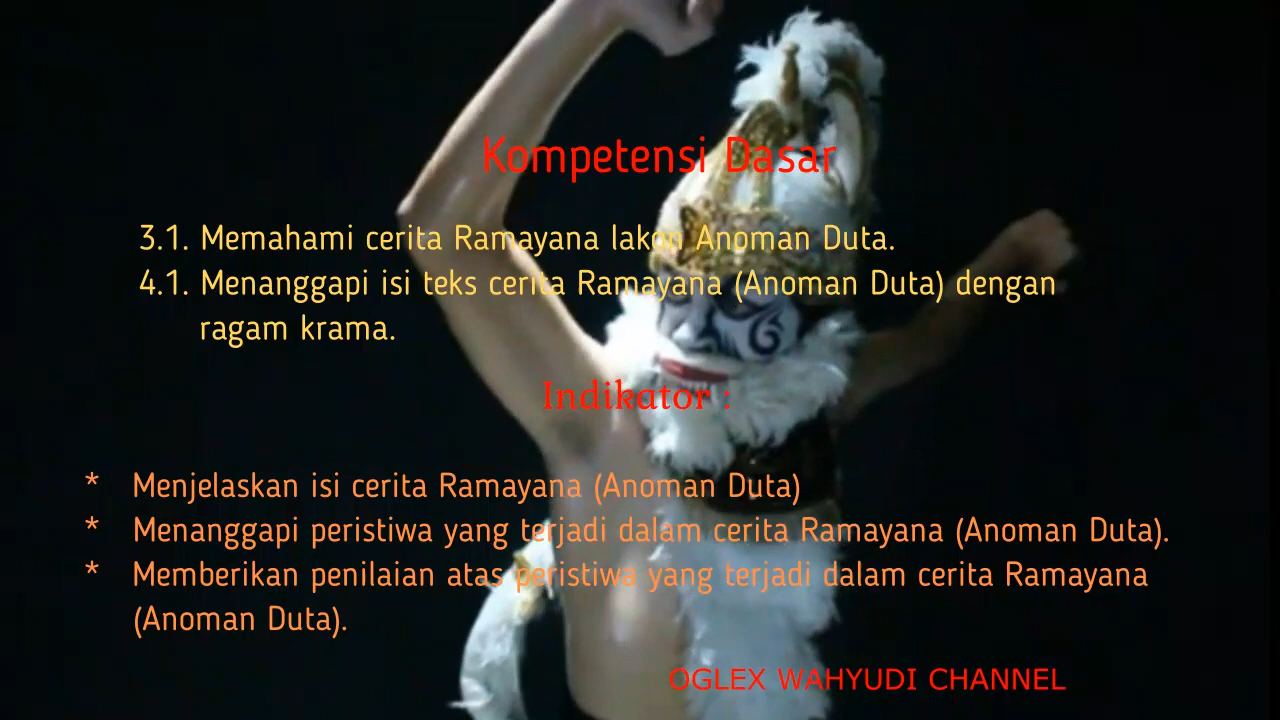 Kompetensi Dasar
3.1. Memahami cerita Ramayana lakon Anoman Duta.
4.1. Menanggapi isi teks cerita Ramayana (Anoman Duta) dengan
ragam krama.
Indikator :
* Menjelaskan isi cerita Ramayana (Anoman Duta)
* Menanggapi peristiwa yang terjadi dalam cerita Ramayana (Anoman Duta).
* Memberikan penilaian atas peristiwa yang terjadi dalam cerita Ramayana
(Anoman Duta).
OGLEX WAHYUDI CHANNEL